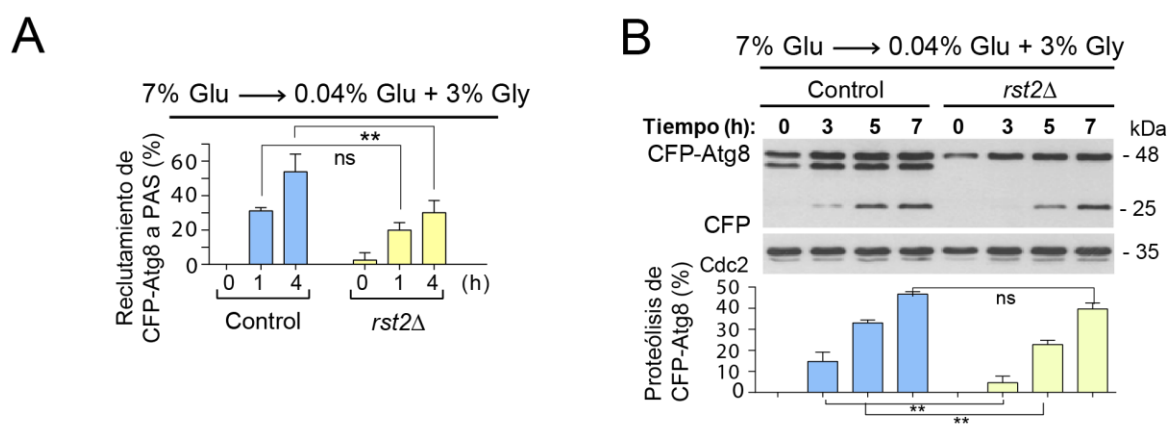 A
7% Glu ⟶ 0.04% Glu + 3% Gly
Reclutamiento de
CFP-Atg8 a PAS (%)
60
40
20
0
**
ns
0 1 4 0 1 4 (h)
Control rst2Δ
B
7% Glu ⟶ 0.04% Glu + 3% Gly
Control rst2Δ
Tiempo (h): 0 3 5 7 0 3 5 7 kDa
CFP-Atg8 - 48
- 25
CFP
- 35
Cdc2
Proteólisis de
CFP-Atg8 (%)
50
40
30
20
10
0
ns
**
**